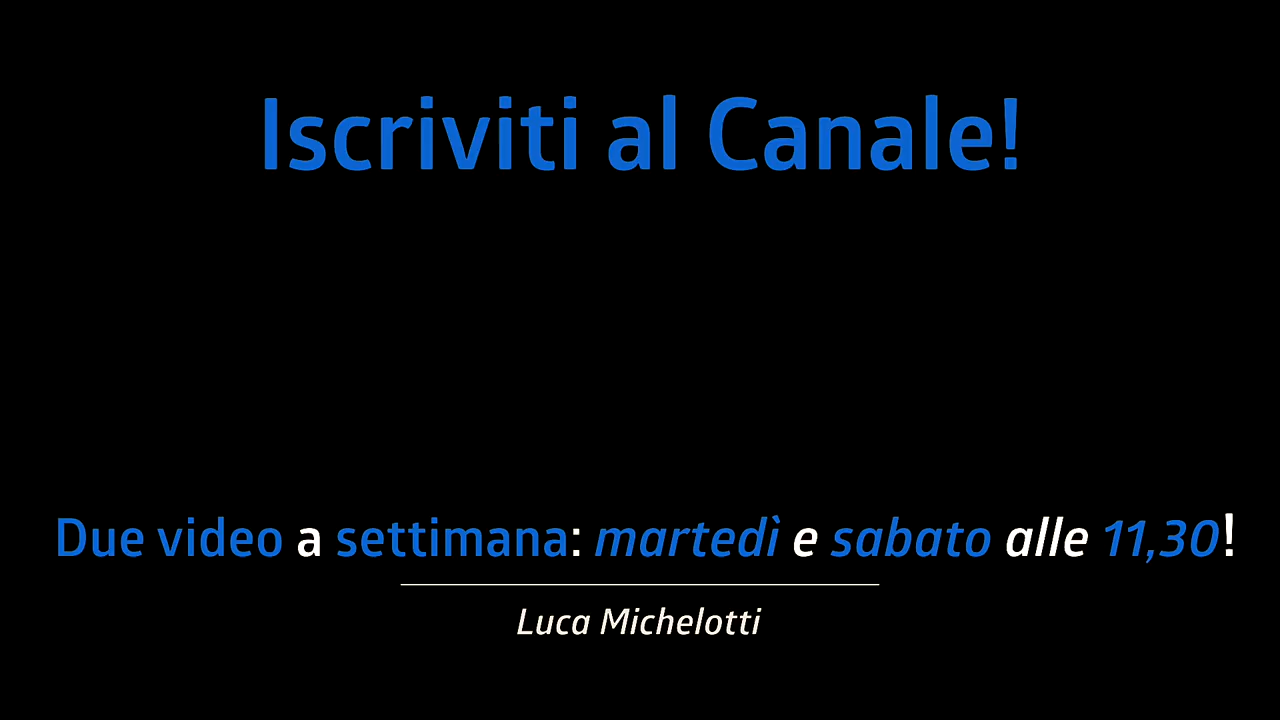 Iscriviti al Canale!
Due video a settimana: martedì e sabato alle 11,30!
Luca Michelotti